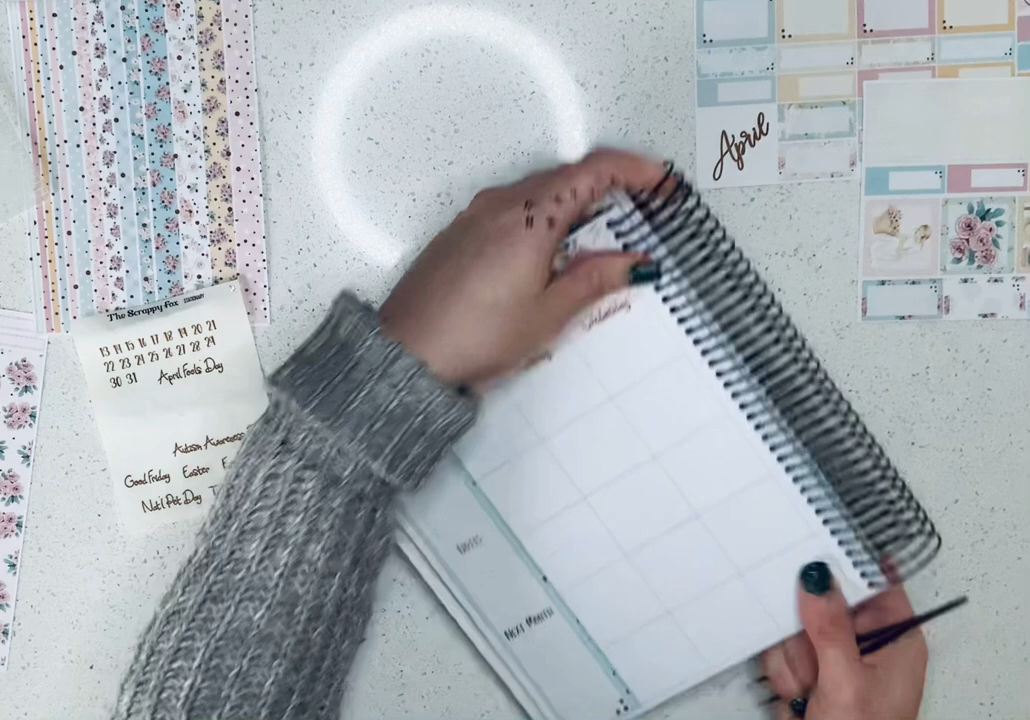 The Scrappy Fox STATIONERY
13 14 15 16 17 18 19 20 21
22 23 24 25 26 27 28 29
30 31 April Fools Day
Autism Awareness
Good Friday Easter
Nat'l Pet Day
April
NEXT MONTH